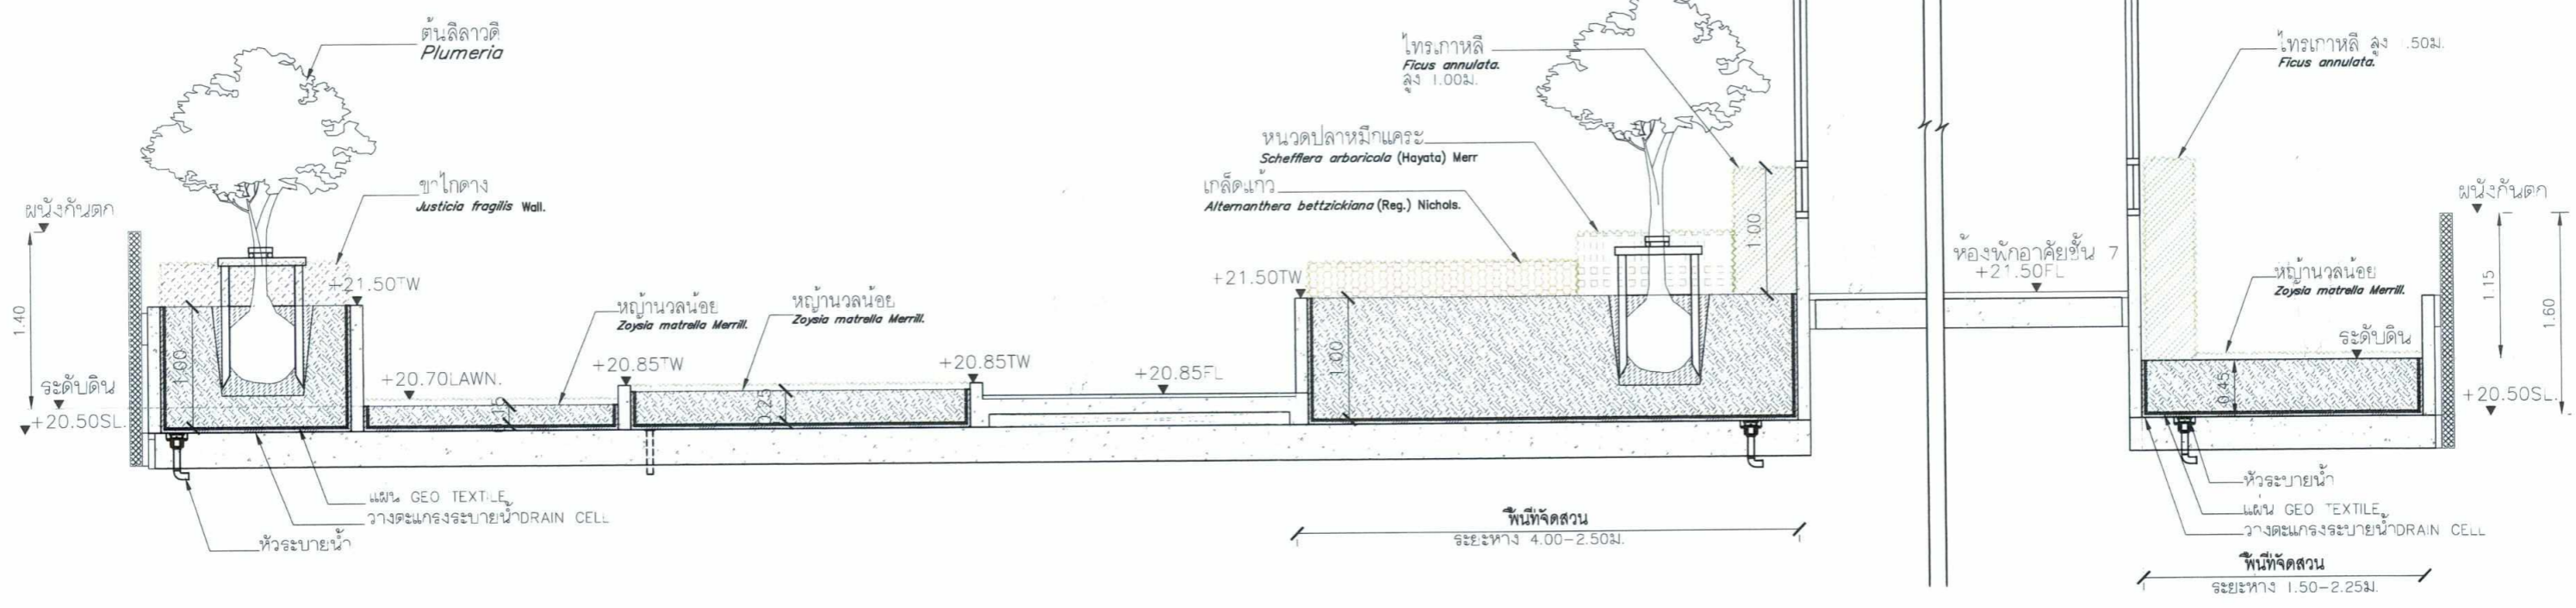 ต้นลีลาวดี
Plumeria
ขาไก่ด่าง
Justicia fragilis Wall.
ผนังกันตก
1.40
ระดับดิน
+20.50SL.
1.00
+21.50TW
+20.70LAWN.
0.15
หญ้านวลน้อย
Zoysia matrella Merrill.
+20.85TW
หญ้านวลน้อย
Zoysia matrella Merrill.
0.25
+20.85TW
+20.85FL
แผ่น GEO TEXTILE
วางตะแกรงระบายน้ำDRAIN CELL
หัวระบายน้ำ
ไทรเกาหลี
Ficus annulata.
สูง 1.00ม.
หนวดปลาหมึกแคระ
Schefflera arboricola (Hayata) Merr
เกล็ดแก้ว
Alternanthera bettzickiana (Reg.) Nichols.
+21.50TW
1.00
1.00
พื้นที่จัดสวน
ระยะห่าง 4.00-2.50ม.
ห้องพักอาศัยชั้น 7
+21.50FL
ไทรเกาหลี สูง .50ม.
Ficus annulata.
ผนังกันตก
1.15
1.60
หญ้านวลน้อย
Zoysia matrella Merrill.
ระดับดิน
0.45
+20.50SL.
หัวระบายน้ำ
แผ่น GEO TEXTILE
วางตะแกรงระบายน้ำDRAIN CELL
พื้นที่จัดสวน
ระยะห่าง 1.50-2.25ม.